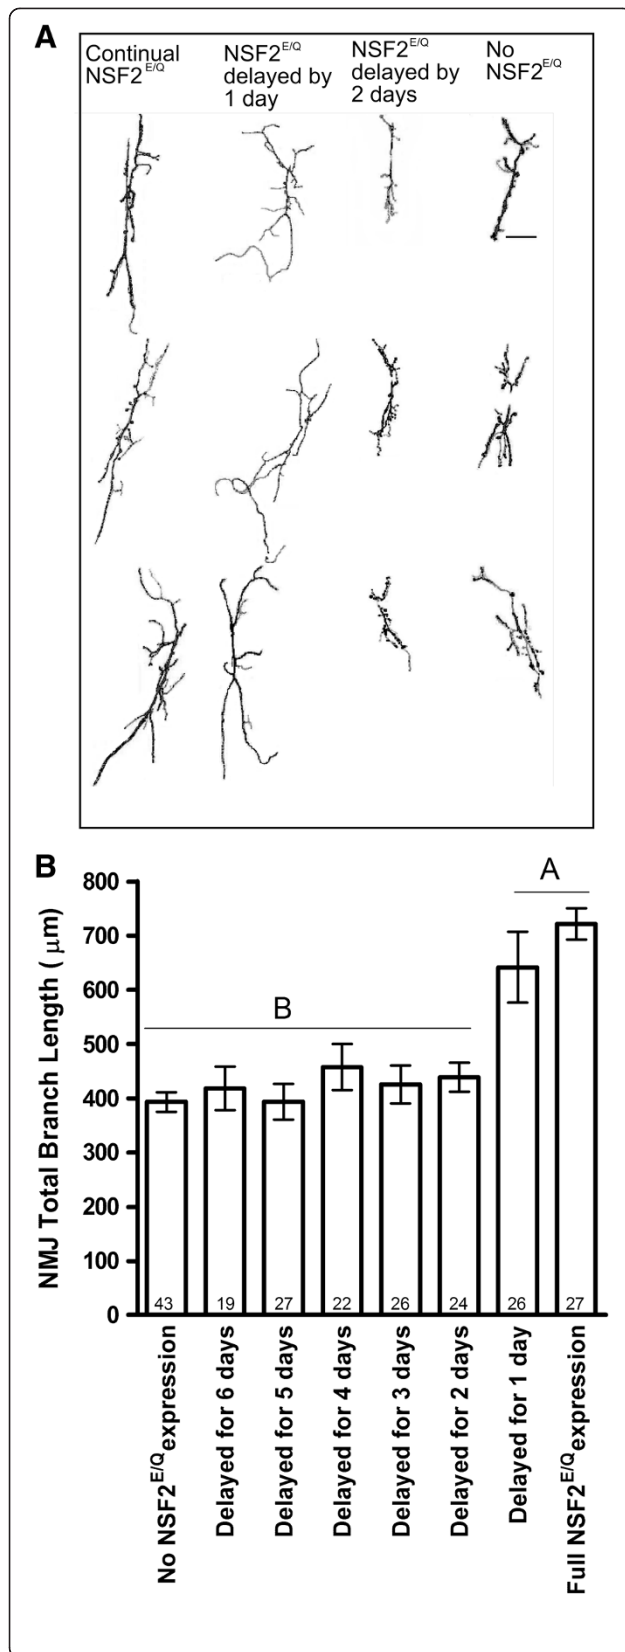 A
Continual
NSF2E/Q
NSF2E/Q
delayed by
1 day
NSF2E/Q
delayed by
2 days
No
NSF2E/Q
B
NMJ Total Branch Length ( μm)
800
700
600
500
400
300
200
100
0
A
B
43
19
27
22
26
24
26
27
No NSF2E/Q expression
Delayed for 6 days
Delayed for 5 days
Delayed for 4 days
Delayed for 3 days
Delayed for 2 days
Delayed for 1 day
Full NSF2E/Q expression